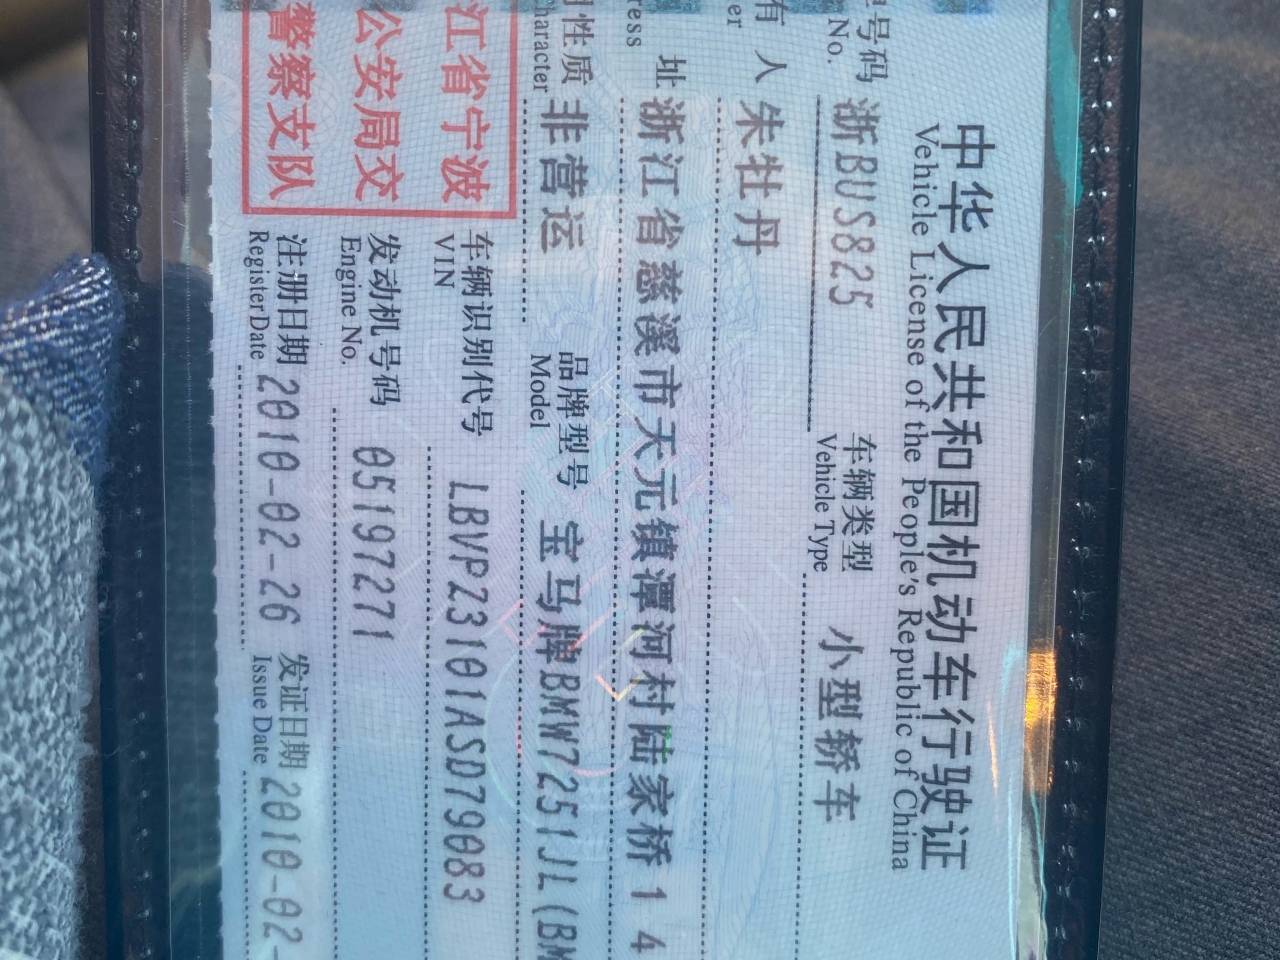 中华人民共和国机动车行驶证
Vehicle License of the People's Republic of China
号码 浙BUS825 车辆类型 小型轿车
No. Vehicle Type
有 人 朱牡丹
er
址 浙江省慈溪市天元镇潭河村陆家桥14
ress
性质 非营运 品牌型号 宝马牌BMW7251JL(BM
haracter Model
江省宁波
公安局交
警察支队
车辆识别代号 LBVP23101ASD79083
VIN
发动机号码 05197271
Engine No.
注册日期 2010-02-26 发证日期 2010-02-
Register Date Issue Date